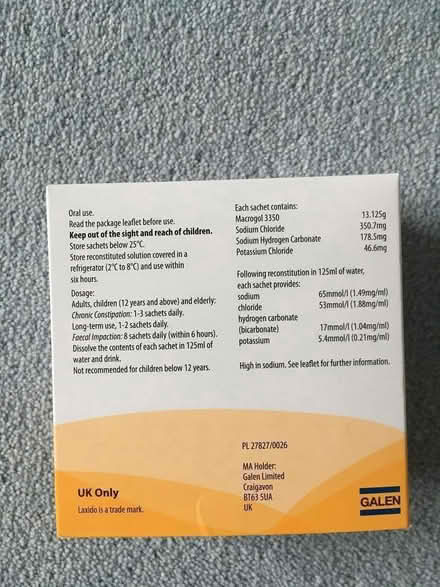 Oral use.
Read the package leaflet before use.
Keep out of the sight and reach of children.
Store sachets below 25°C.
Store reconstituted solution covered in a
refrigerator (2°C to 8°C) and use within
six hours.
Dosage:
Adults, children (12 years and above) and elderly:
Chronic Constipation: 1-3 sachets daily.
Long-term use, 1-2 sachets daily.
Faecal Impaction: 8 sachets daily (within 6 hours).
Dissolve the contents of each sachet in 125ml of
water and drink.
Not recommended for children below 12 years.
Each sachet contains:
Macrogol 3350 13.125g
Sodium Chloride 350.7mg
Sodium Hydrogen Carbonate 178.5mg
Potassium Chloride 46.6mg
Following reconstitution in 125ml of water,
each sachet provides:
sodium 65mmol/l (1.49mg/ml)
chloride 53mmol/l (1.88mg/ml)
hydrogen carbonate
(bicarbonate) 17mmol/l (1.04mg/ml)
potassium 5.4mmol/l (0.21mg/ml)
High in sodium. See leaflet for further information.
PL 27827/0026
MA Holder:
Galen Limited
Craigavon
BT63 5UA
UK
UK Only
Laxido is a trade mark.
GALEN